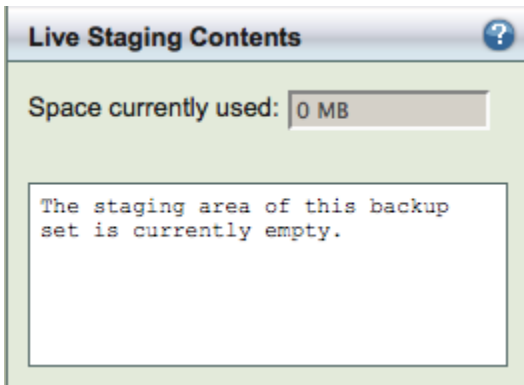 Live Staging Contents ?
Space currently used: 0 MB
The staging area of this backup
set is currently empty.